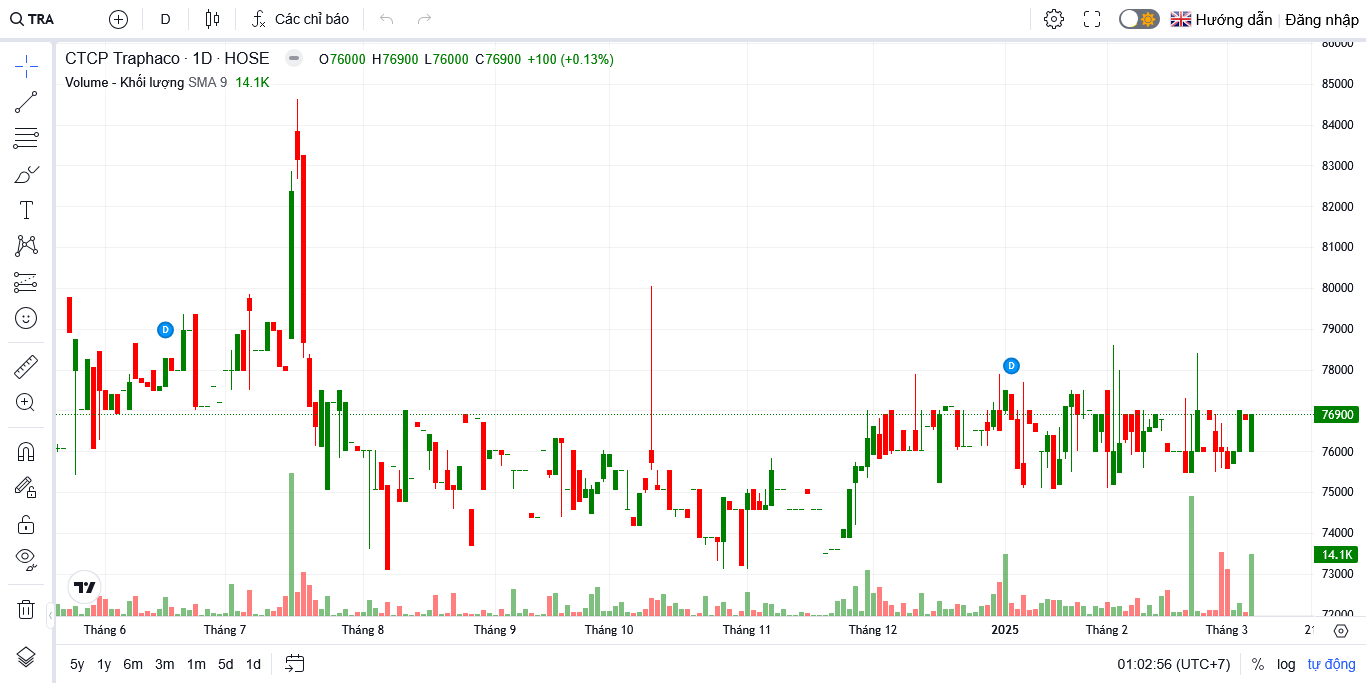 TRA D Các chỉ báo Hướng dẫn Đăng nhập
CTCP Traphaco · 1D · HOSE O76000 H76900 L76000 C76900 +100 (+0.13%)
Volume - Khối lượng SMA 9 14.1K
86000
85000
84000
83000
82000
81000
80000
79000
D
78000
D
77000
76900
76000
75000
74000
14.1K
73000
72000
Tháng 6 Tháng 7 Tháng 8 Tháng 9 Tháng 10 Tháng 11 Tháng 12 2025 Tháng 2 Tháng 3 21
5y 1y 6m 3m 1m 5d 1d 01:02:56 (UTC+7) % log tự động